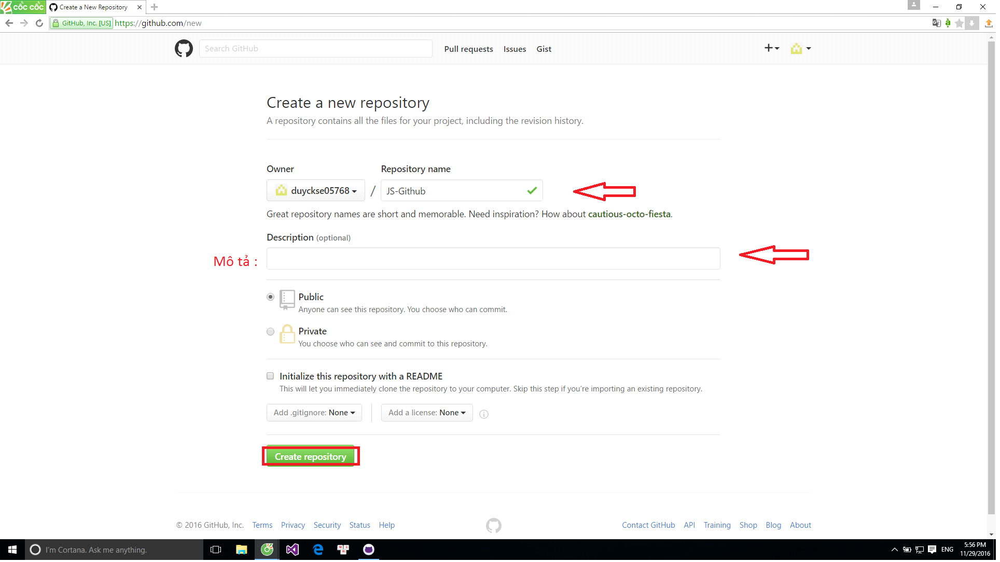 cốc cốc
Create a New Repository
GitHub, Inc. [US] https://github.com/new
Search GitHub
Pull requests Issues Gist
Create a new repository
A repository contains all the files for your project, including the revision history.
Owner Repository name
duyckse05768 / JS-Github
Great repository names are short and memorable. Need inspiration? How about cautious-octo-fiesta.
Description (optional)
Mô tả :
Public
Anyone can see this repository. You choose who can commit.
Private
You choose who can see and commit to this repository.
Initialize this repository with a README
This will let you immediately clone the repository to your computer. Skip this step if you’re importing an existing repository.
Add .gitignore: None Add a license: None
Create repository
© 2016 GitHub, Inc. Terms Privacy Security Status Help Contact GitHub API Training Shop Blog About
I'm Cortana. Ask me anything.
ENG
5:56 PM
11/29/2016